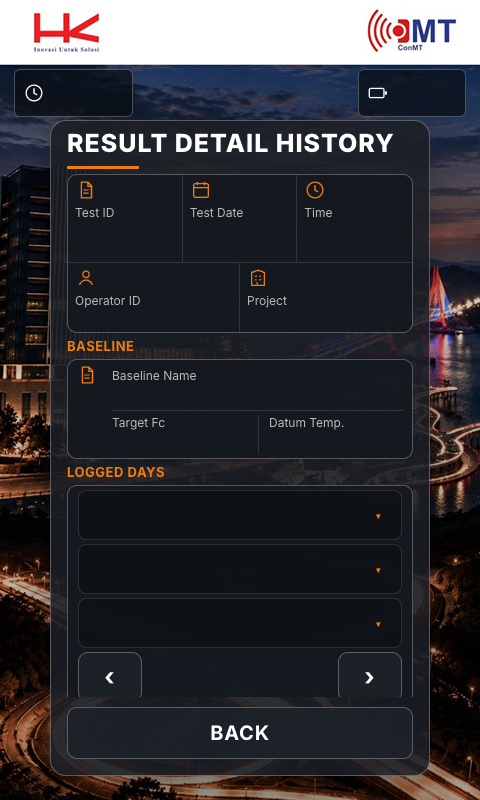 HK
Inovasi Untuk Solusi
MT
ConMT
RESULT DETAIL HISTORY
Test ID
Test Date
Time
Operator ID
Project
BASELINE
Baseline Name
Target Fc
Datum Temp.
LOGGED DAYS
BACK